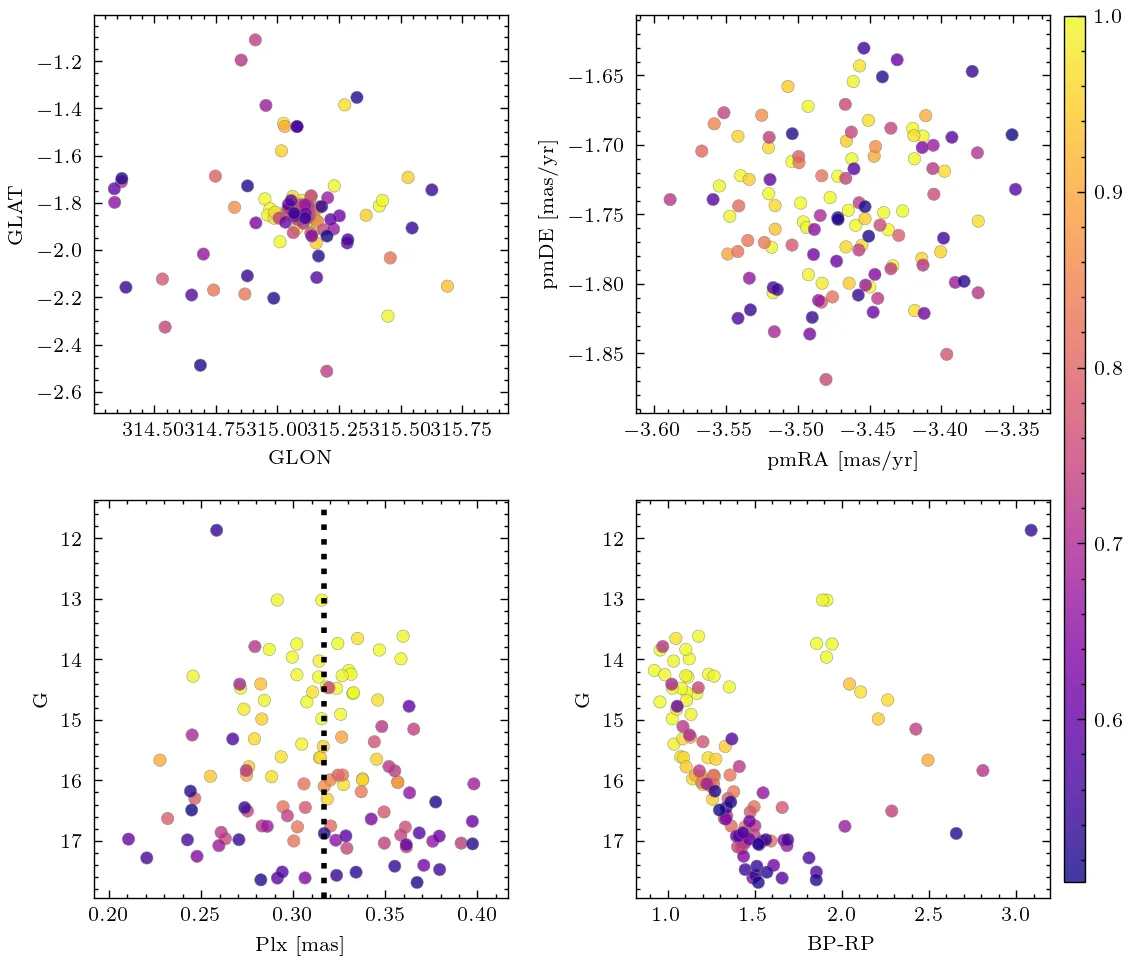 −1.2
−1.4
−1.6
−1.8
−2.0
−2.2
−2.4
−2.6
GLAT
314.50314.75315.00315.25315.50315.75
GLON
−1.65
−1.70
−1.75
−1.80
−1.85
pmDE [mas/yr]
−3.60 −3.55 −3.50 −3.45 −3.40 −3.35
pmRA [mas/yr]
1.0
0.9
0.8
0.7
0.6
12
13
14
15
16
17
G
0.20 0.25 0.30 0.35 0.40
Plx [mas]
12
13
14
15
16
17
G
1.0 1.5 2.0 2.5 3.0
BP-RP